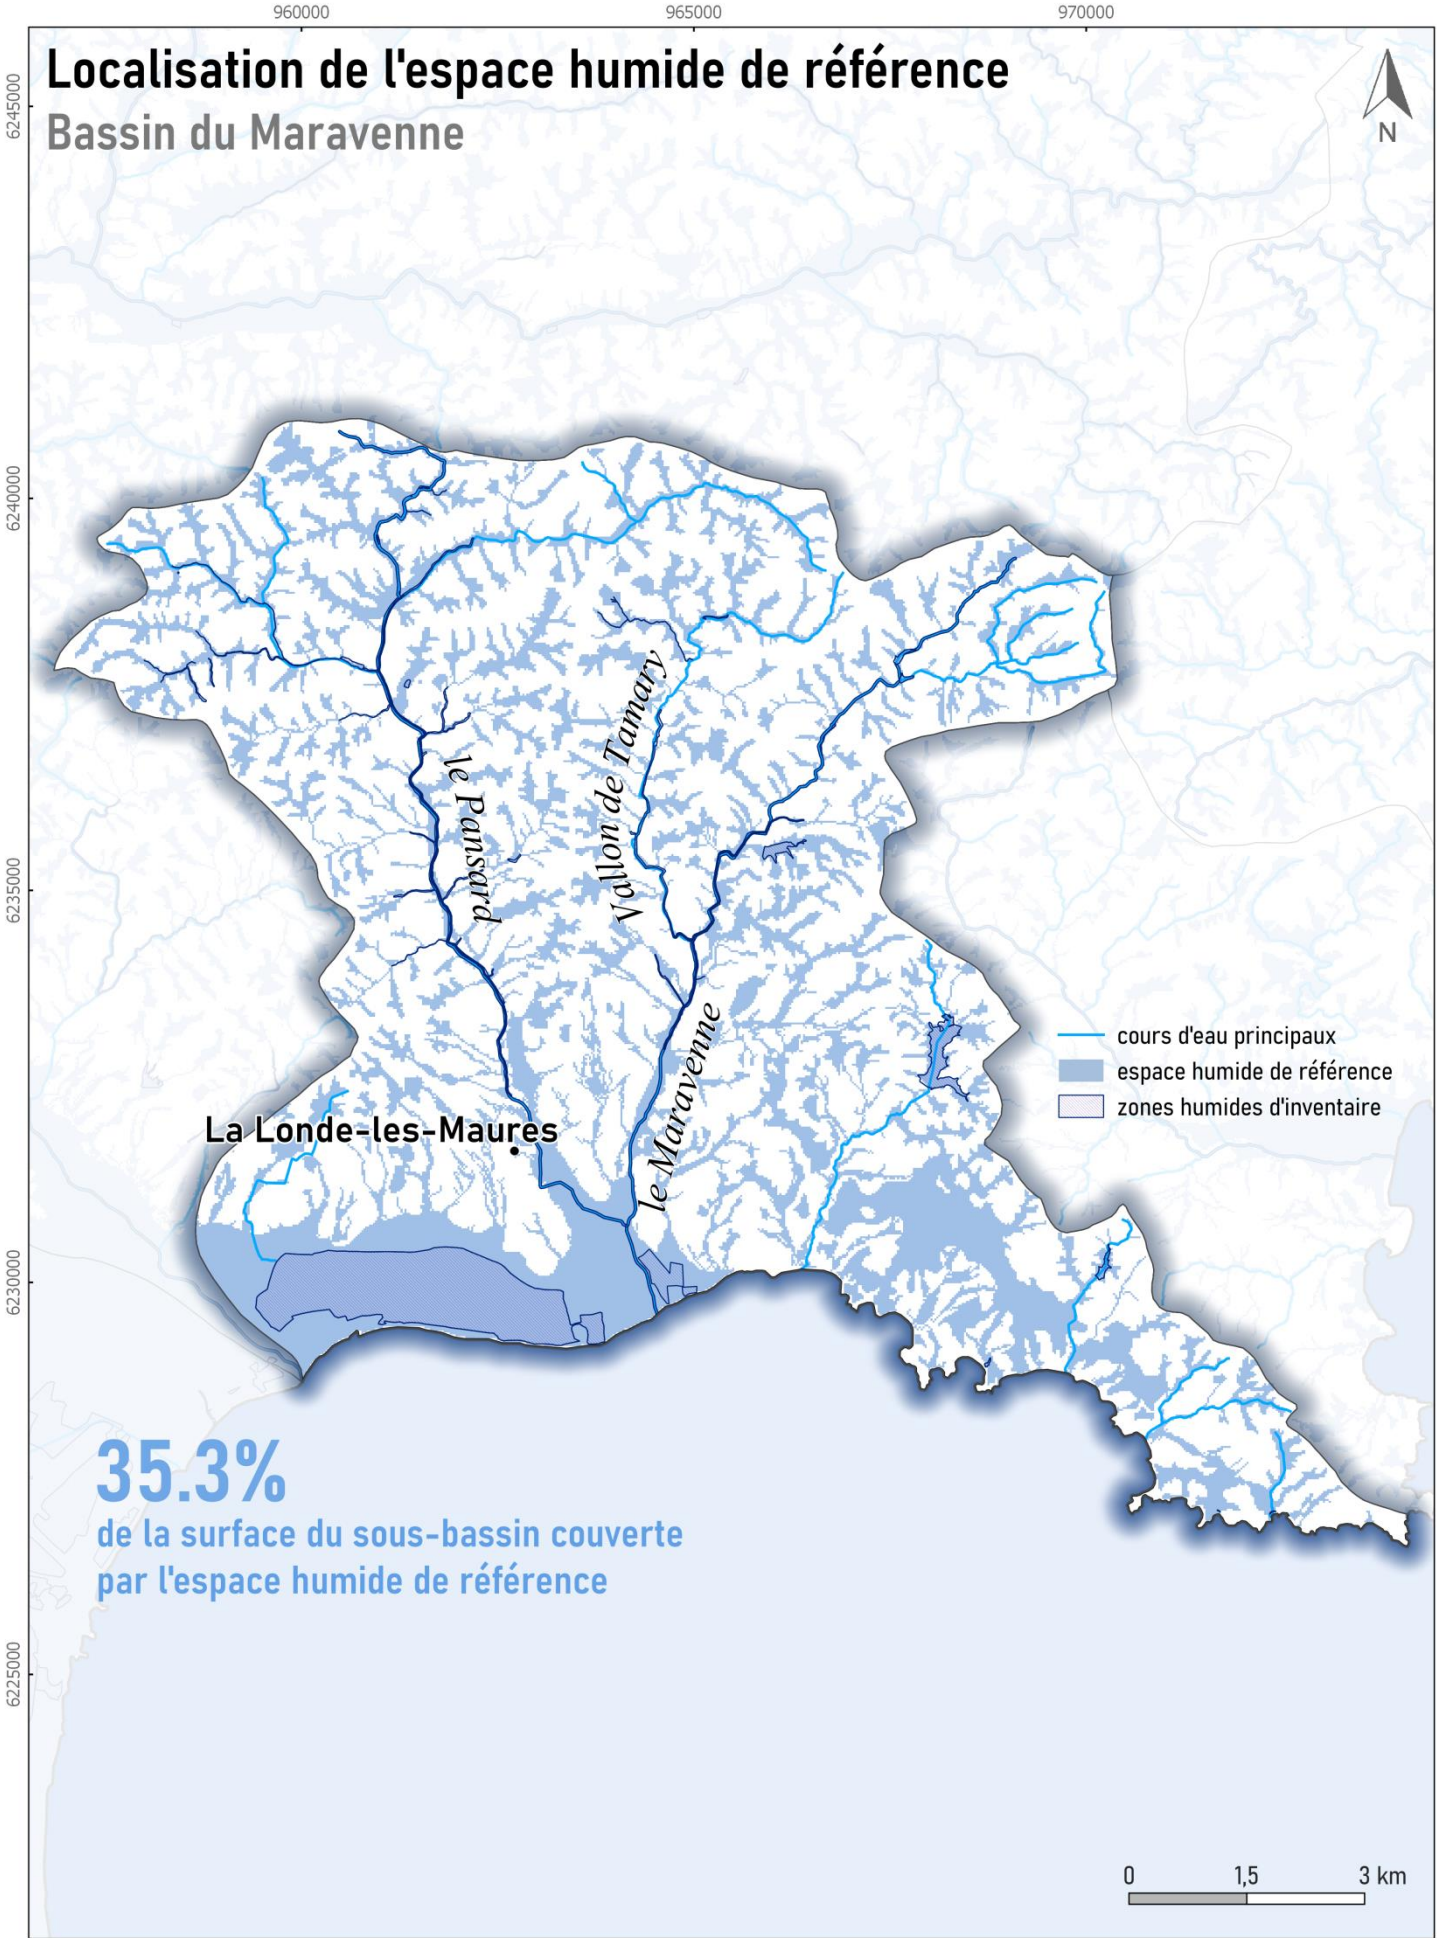 960000
965000
970000
Localisation de l'espace humide de référence
Bassin du Maravenne
N
6245000
6240000
6235000
6230000
6225000
le Pansard
Vallon de Tamary
le Maravenne
La Londe-les-Maures
cours d'eau principaux
espace humide de référence
zones humides d'inventaire
35.3%
de la surface du sous-bassin couverte
par l'espace humide de référence
0 1,5 3 km